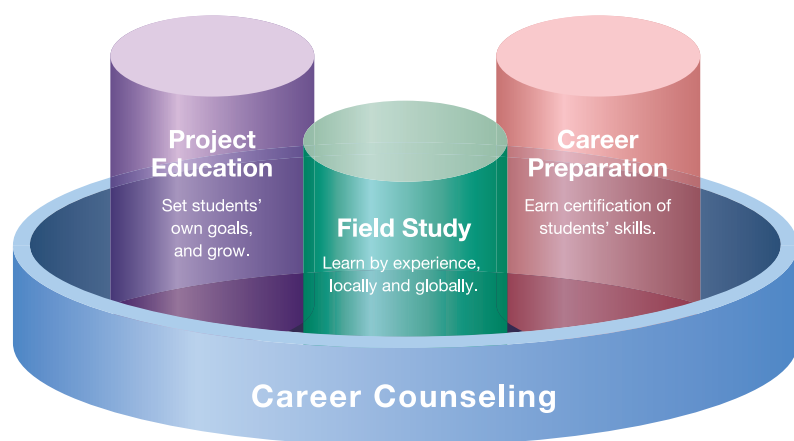 Project
Education
Set students’
own goals,
and grow.
Field Study
Learn by experience,
locally and globally.
Career
Preparation
Earn certification of
students’ skills.
Career Counseling